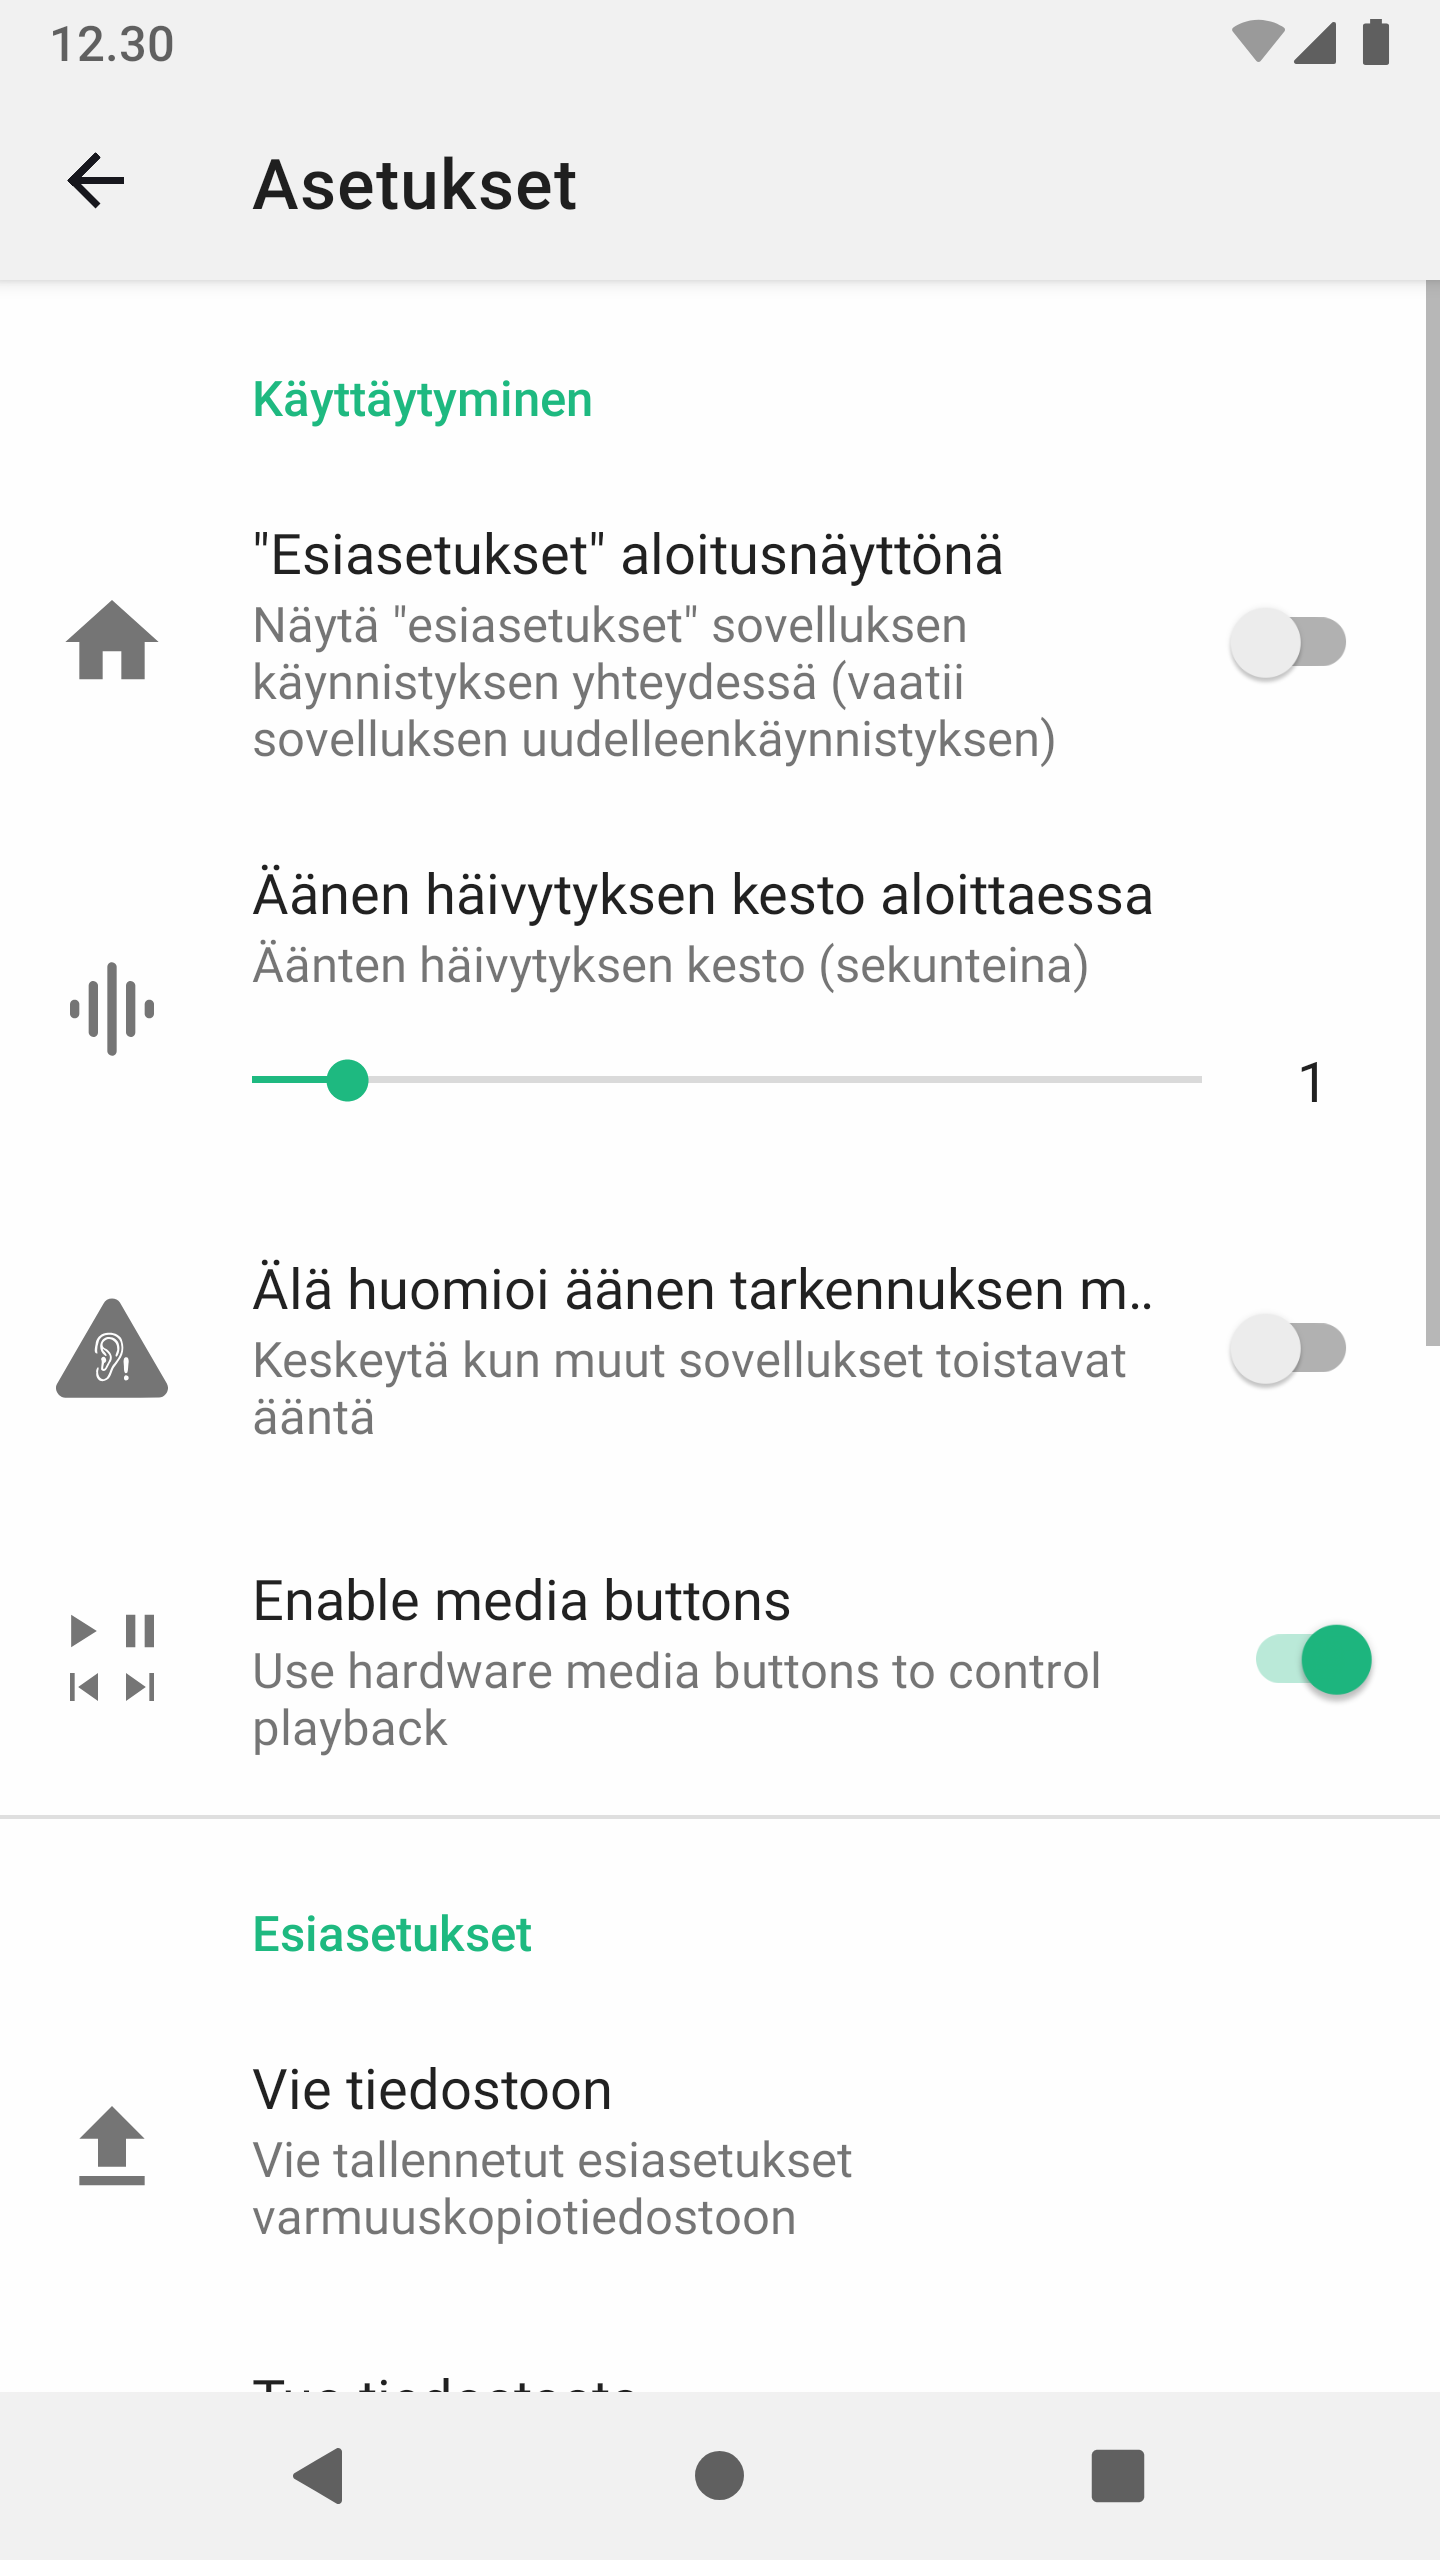 12.30
Asetukset
Käyttäytyminen
"Esiasetukset" aloitusnäyttönä
Näytä "esiasetukset" sovelluksen
käynnistyksen yhteydessä (vaatii
sovelluksen uudelleenkäynnistyksen)
Äänen häivytyksen kesto aloittaessa
Äänten häivytyksen kesto (sekunteina)
1
Älä huomioi äänen tarkennuksen m..
Keskeytä kun muut sovellukset toistavat
ääntä
Enable media buttons
Use hardware media buttons to control
playback
Esiasetukset
Vie tiedostoon
Vie tallennetut esiasetukset
varmuuskopiotiedostoon